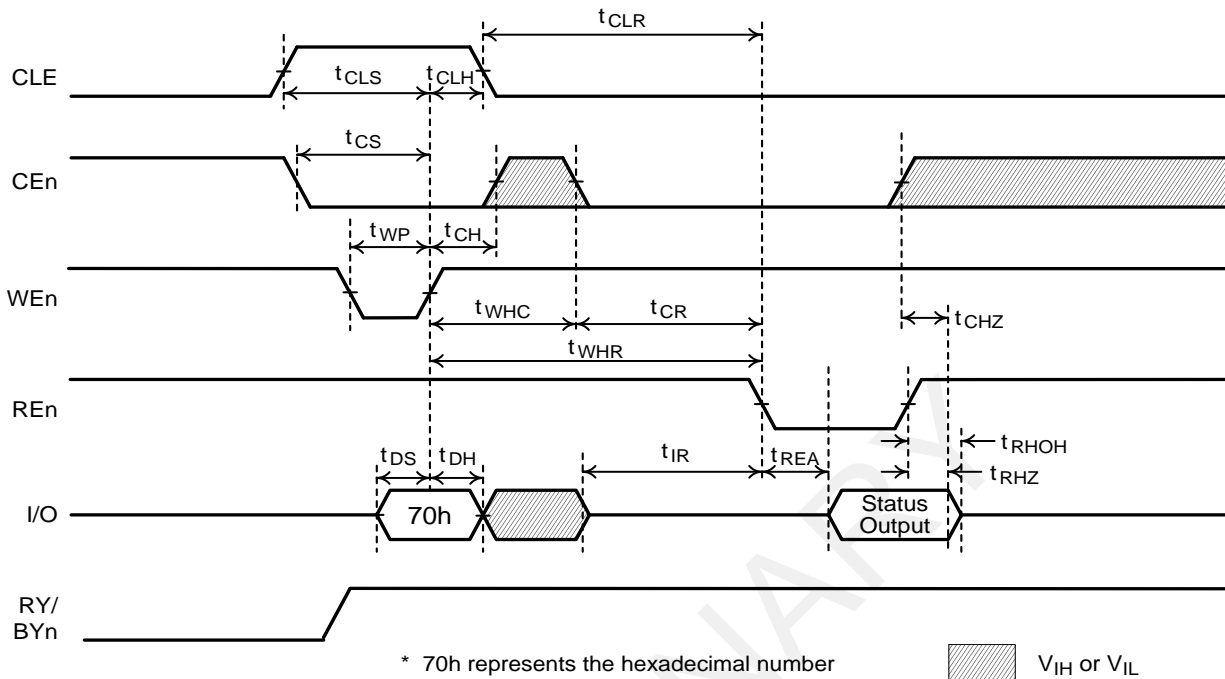 tCLR
CLE
tCLS
tCLH
tCS
CEn
tWP
tCH
WEn
tWHC
tCR
tCHZ
tWHR
REn
tRHOH
tDS
tDH
tIR
tREA
tRHZ
I/O
70h
Status
Output
RY/
BYn
* 70h represents the hexadecimal number
VIH or VIL
NARY